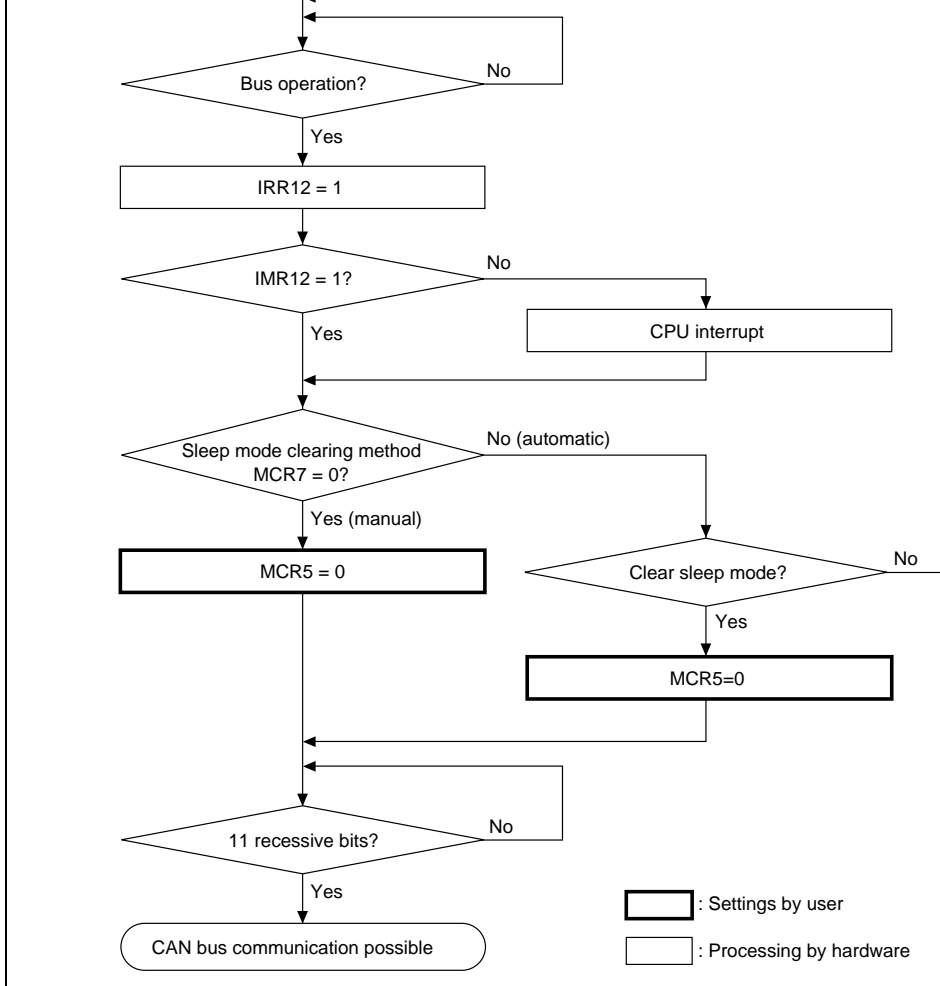 Bus operation?
No
Yes
IRR12 = 1
IMR12 = 1?
No
Yes
CPU interrupt
Sleep mode clearing method
MCR7 = 0?
No (automatic)
Yes (manual)
MCR5 = 0
Clear sleep mode?
No
Yes
MCR5=0
11 recessive bits?
No
Yes
CAN bus communication possible
: Settings by user
: Processing by hardware